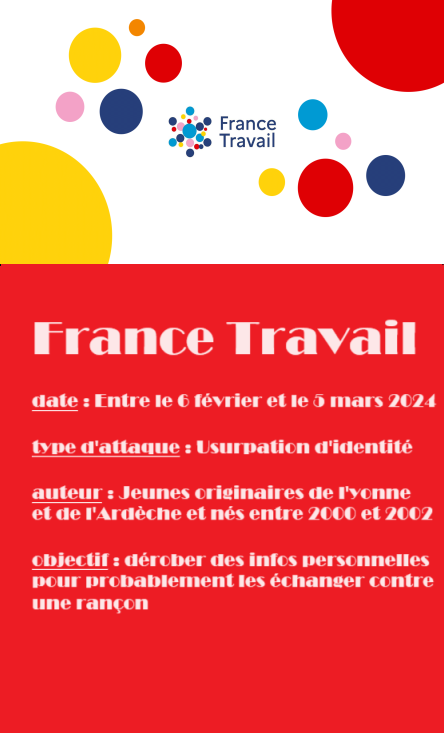 France
Travail
France Travail
date : Entre le 6 février et le 5 mars 2024
type d'attaque : Usurpation d'identité
auteur : Jeunes originaires de l'yonne
et de l'Ardèche et nés entre 2000 et 2002
objectif : dérober des infos personnelles
pour probablement les échanger contre
une rançon